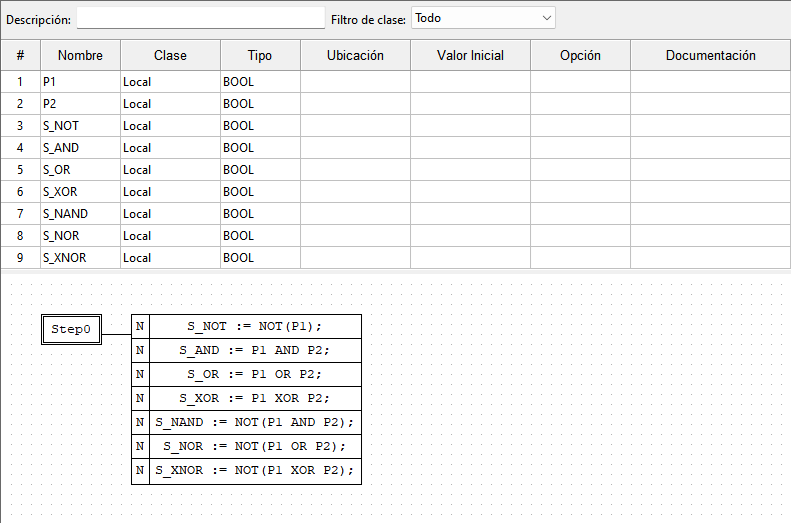 Descripción: Filtro de clase: Todo
# Nombre Clase Tipo Ubicación Valor Inicial Opción Documentación
1 P1 Local BOOL
2 P2 Local BOOL
3 S_NOT Local BOOL
4 S_AND Local BOOL
5 S_OR Local BOOL
6 S_XOR Local BOOL
7 S_NAND Local BOOL
8 S_NOR Local BOOL
9 S_XNOR Local BOOL
Step0
N S_NOT := NOT(P1);
N S_AND := P1 AND P2;
N S_OR := P1 OR P2;
N S_XOR := P1 XOR P2;
N S_NAND := NOT(P1 AND P2);
N S_NOR := NOT(P1 OR P2);
N S_XNOR := NOT(P1 XOR P2);